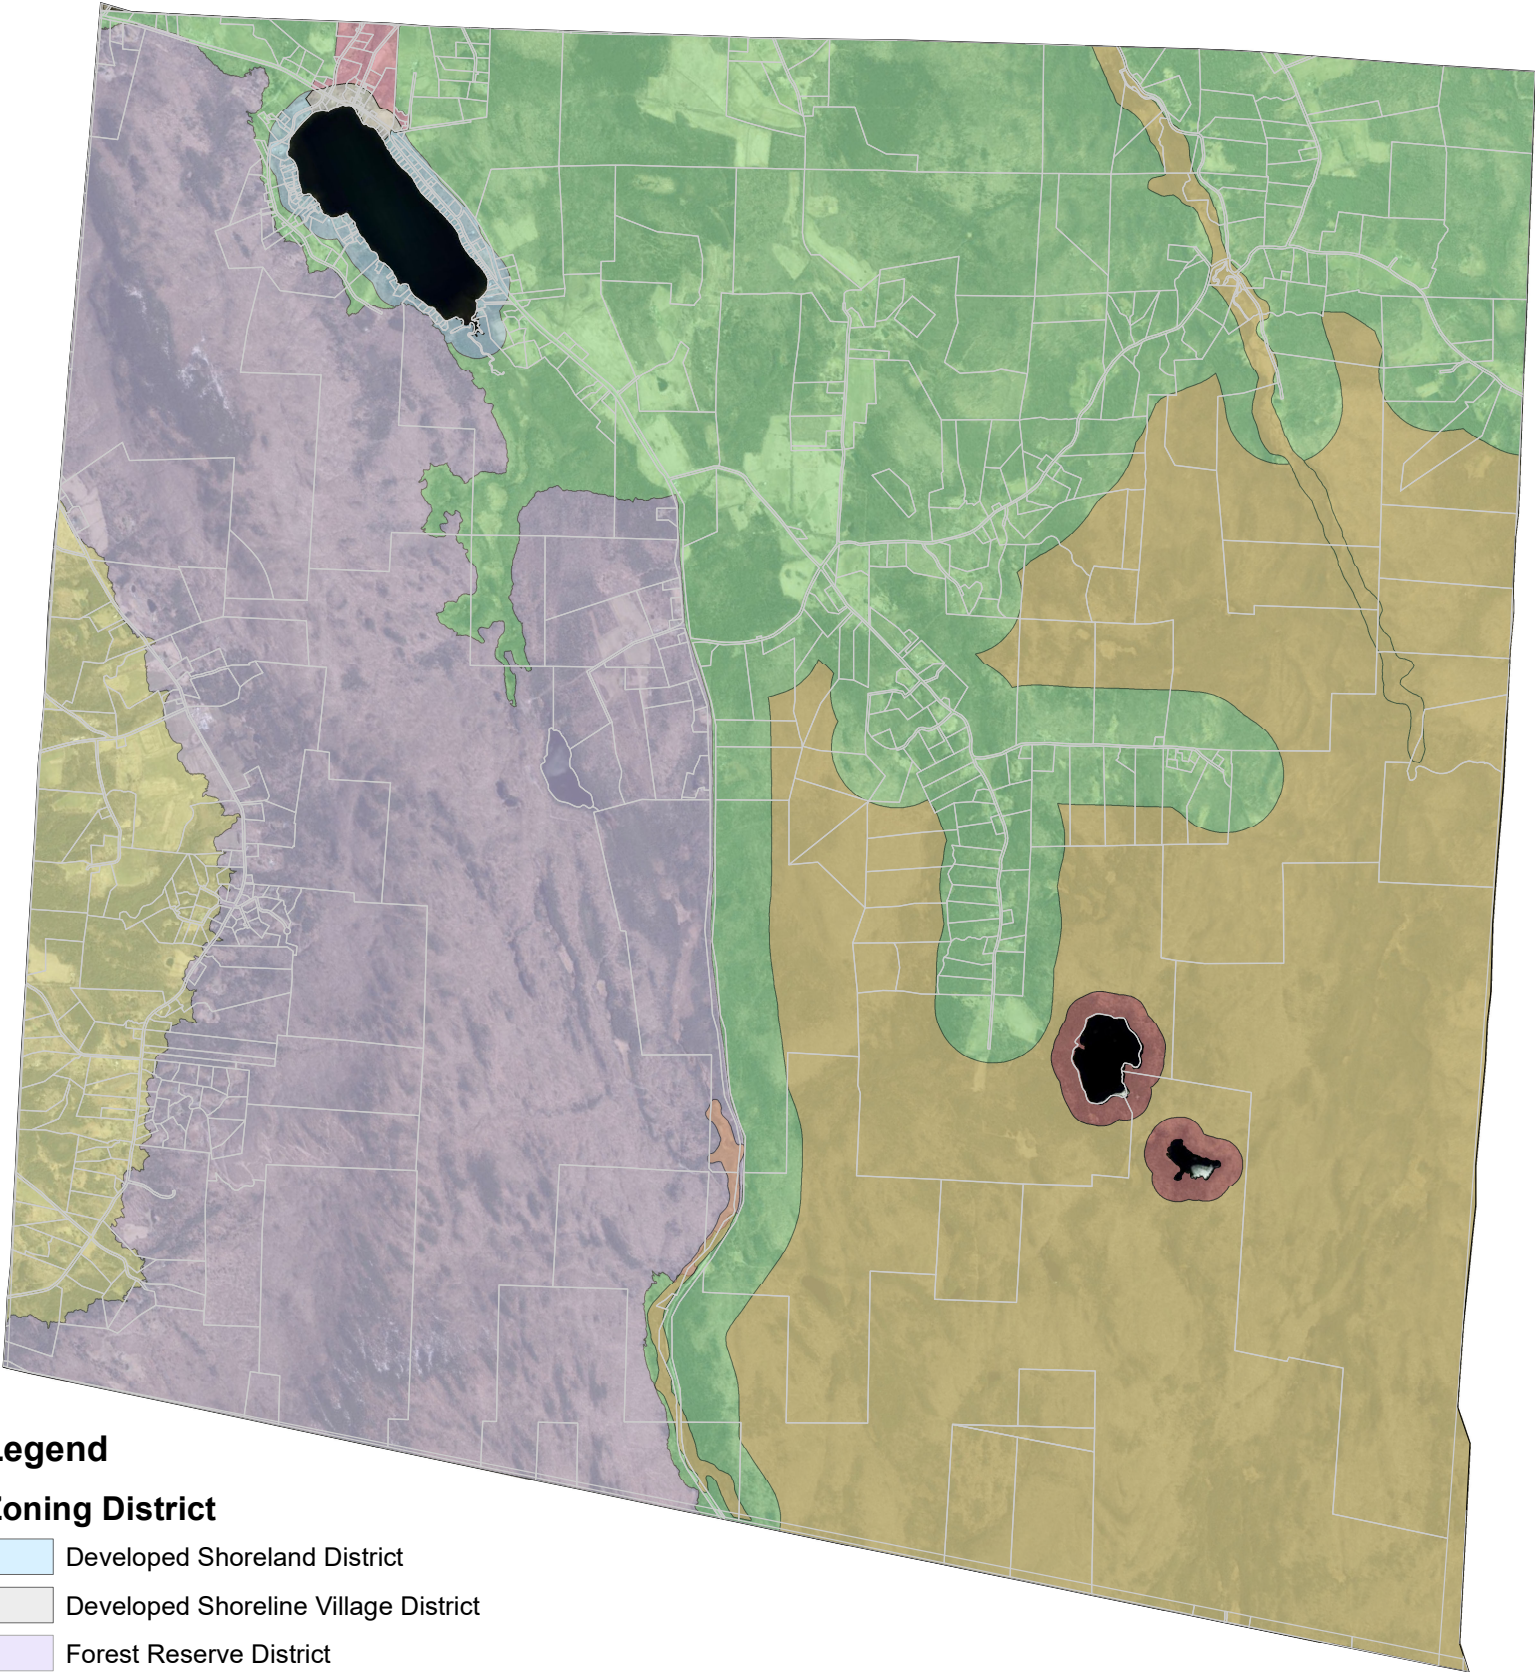 Legend
Zoning District
Developed Shoreland District
Developed Shoreline Village District
Forest Reserve District